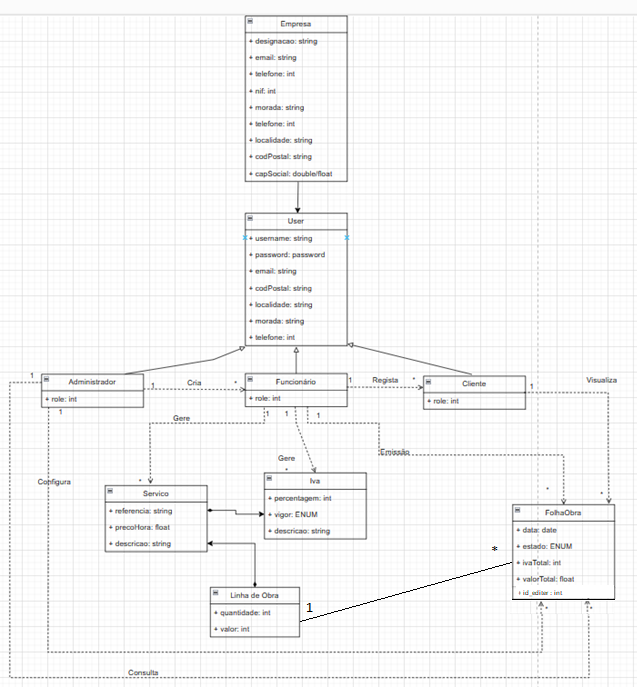 Empresa
+ designacao: string
+ email: string
+ telefone: int
+ nif: int
+ morada: string
+ telefone: int
+ localidade: string
+ codPostal: string
+ capSocial: double/float
User
+ username: string
+ password: password
+ email: string
+ codPostal: string
+ localidade: string
+ morada: string
+ telefone: int
1
Administrador
+ role: int
1
Cria
*
Funcionário
+ role: int
1
Regista
*
Cliente
+ role: int
1
Visualiza
1
1
1
1
Gere
Emissão
Gere
*
Configura
*
*
*
Servico
+ referencia: string
+ precoHora: float
+ descricao: string
Iva
+ percentagem: int
+ vigor: ENUM
+ descricao: string
FolhaObra
+ data: date
+ estado: ENUM
+ ivaTotal: int
+ valorTotal: float
+ id_editor : int
*
Linha de Obra
+ quantidade: int
+ valor: int
1
*
*
Consulta